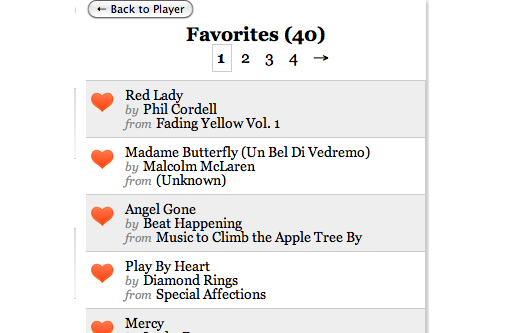 ← Back to Player
Favorites (40)
1 2 3 4 →
Red Lady
by Phil Cordell
from Fading Yellow Vol. 1
Madame Butterfly (Un Bel Di Vedremo)
by Malcolm McLaren
from (Unknown)
Angel Gone
by Beat Happening
from Music to Climb the Apple Tree By
Play By Heart
by Diamond Rings
from Special Affections
Mercy